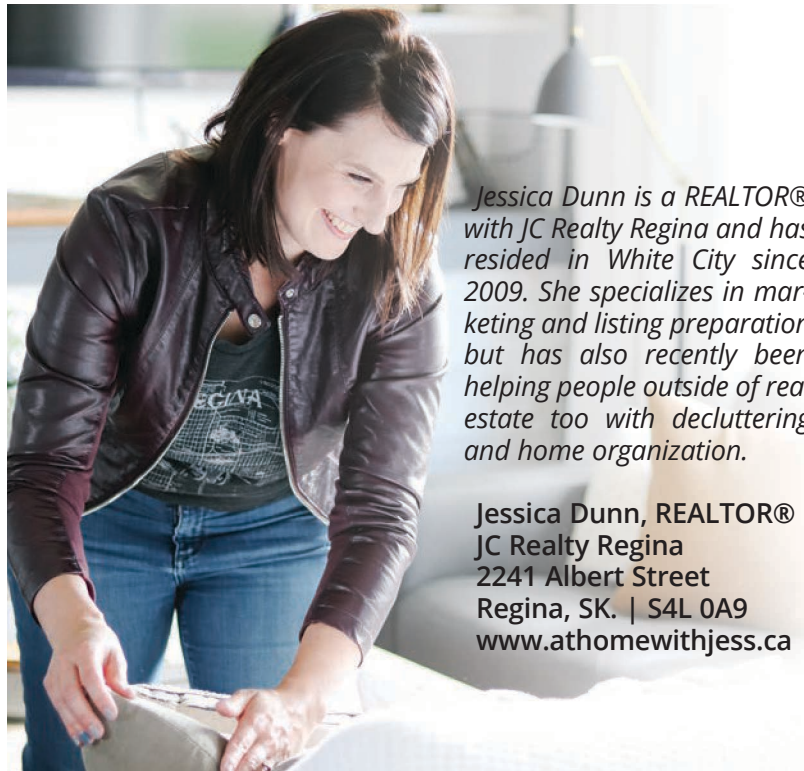 REGINA
Jessica Dunn is a REALTOR®
with JC Realty Regina and has
resided in White City since
2009. She specializes in mar-
keting and listing preparation
but has also recently been
helping people outside of real
estate too with decluttering
and home organization.
Jessica Dunn, REALTOR®
JC Realty Regina
2241 Albert Street
Regina, SK. | S4L 0A9
www.athomewithjess.ca